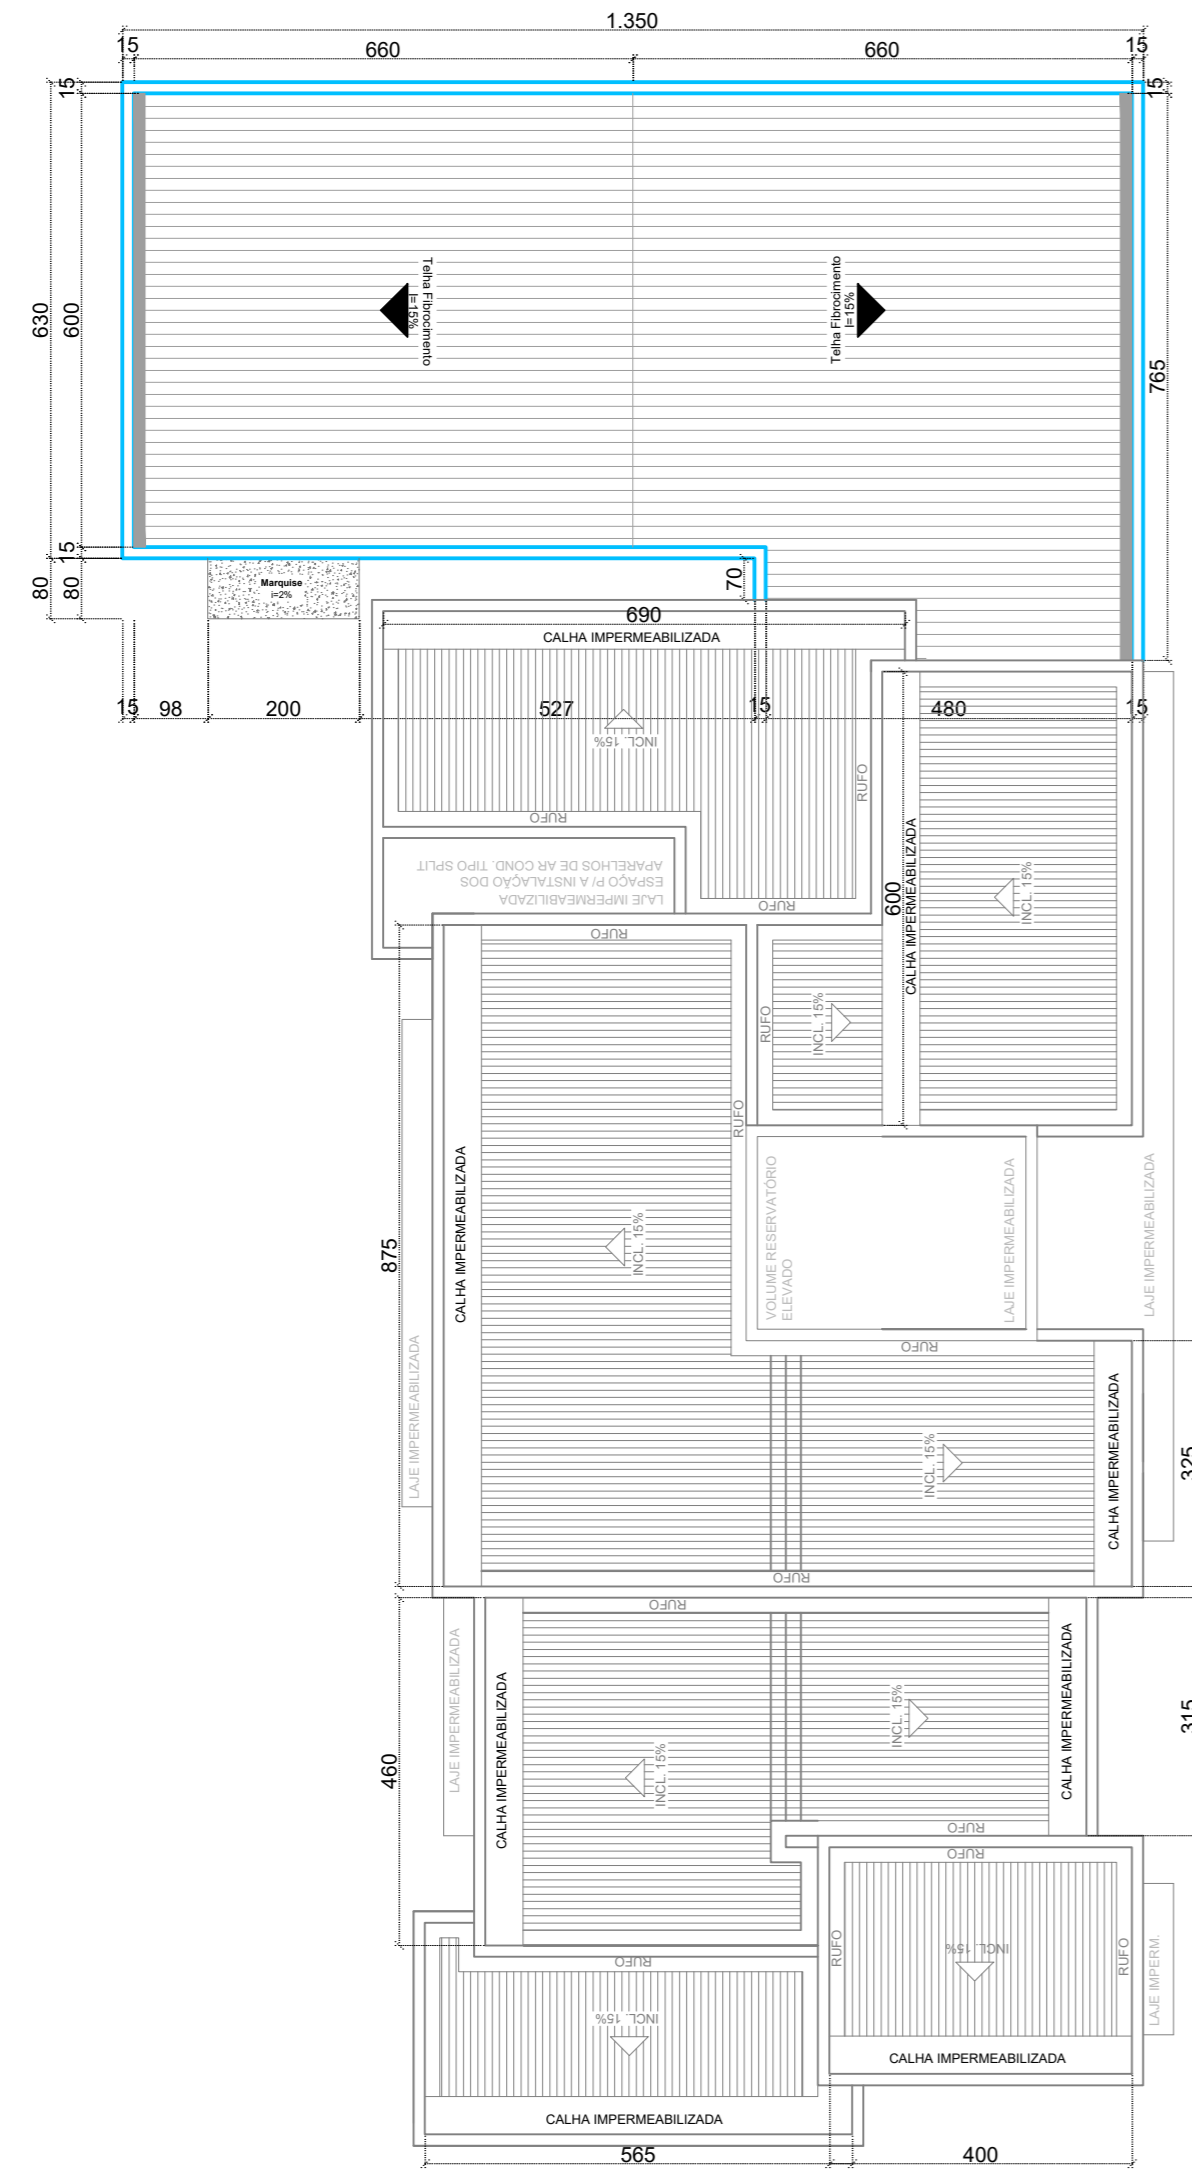 1.350
15
660
660
15
15
15
630
600
765
Telha Fibrocimento
I=15%
Telha Fibrocimento
I=15%
15
80
80
70
Marquise
i=2%
690
CALHA IMPERMEABILIZADA
15
98
200
527
15
480
15
INCL. 15%
RUFO
RUFO
RUFO
LAJE IMPERMEABILIZADA
ESPAÇO P/ A INSTALAÇÃO DOS
APARELHOS DE AR COND. TIPO SPLIT
CALHA IMPERMEABILIZADA
600
INCL. 15%
RUFO
RUFO
INCL. 15%
RUFO
875
CALHA IMPERMEABILIZADA
INCL. 15%
VOLUME RESERVATÓRIO
ELEVADO
LAJE IMPERMEABILIZADA
LAJE IMPERMEABILIZADA
LAJE IMPERMEABILIZADA
RUFO
INCL. 15%
CALHA IMPERMEABILIZADA
325
RUFO
RUFO
LAJE IMPERMEABILIZADA
460
CALHA IMPERMEABILIZADA
INCL. 15%
INCL. 15%
CALHA IMPERMEABILIZADA
315
RUFO
RUFO
RUFO
INCL. 15%
RUFO
LAJE IMPERM.
RUFO
INCL. 15%
CALHA IMPERMEABILIZADA
CALHA IMPERMEABILIZADA
565
400